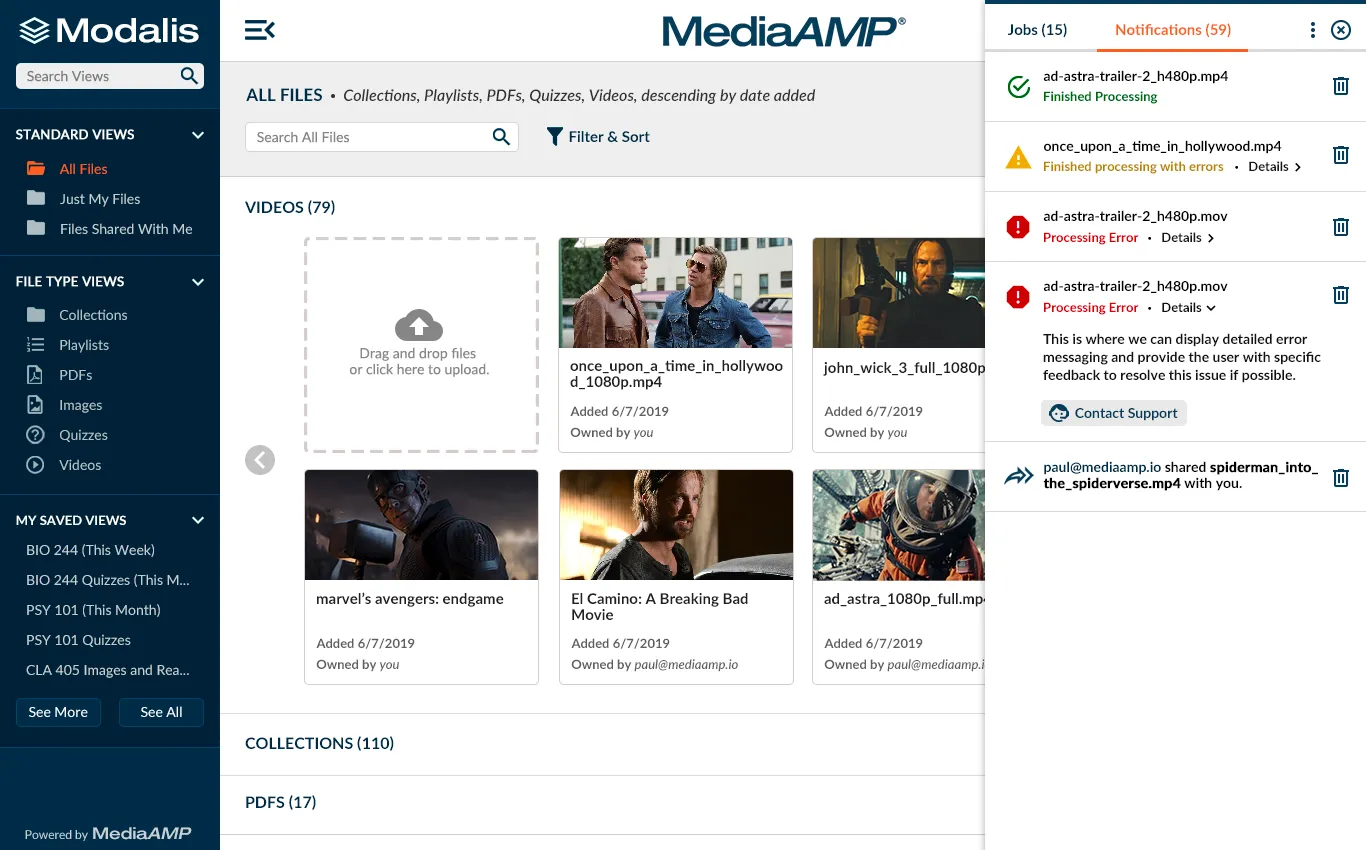 Modalis
Search Views
STANDARD VIEWS
All Files
Just My Files
Files Shared With Me
FILE TYPE VIEWS
Collections
Playlists
PDFs
Images
Quizzes
Videos
MY SAVED VIEWS
BIO 244 (This Week)
BIO 244 Quizzes (This M...
PSY 101 (This Month)
PSY 101 Quizzes
CLA 405 Images and Rea...
See More
See All
Powered by MediaAMP
MediaAMP®
ALL FILES • Collections, Playlists, PDFs, Quizzes, Videos, descending by date added
Search All Files
Filter & Sort
VIDEOS (79)
Drag and drop files
or click here to upload.
once_upon_a_time_in_hollywoo
d_1080p.mp4
Added 6/7/2019
Owned by you
john_wick_3_full_1080p
Added 6/7/2019
Owned by you
marvel’s avengers: endgame
Added 6/7/2019
Owned by you
El Camino: A Breaking Bad
Movie
Added 6/7/2019
Owned by paul@mediaamp.io
ad_astra_1080p_full.mp4
Added 6/7/2019
Owned by paul@mediaamp.i
COLLECTIONS (110)
PDFS (17)
Jobs (15)
Notifications (59)
ad-astra-trailer-2_h480p.mp4
Finished Processing
once_upon_a_time_in_hollywood.mp4
Finished processing with errors • Details
ad-astra-trailer-2_h480p.mov
Processing Error • Details
ad-astra-trailer-2_h480p.mov
Processing Error • Details
This is where we can display detailed error
messaging and provide the user with specific
feedback to resolve this issue if possible.
Contact Support
paul@mediaamp.io shared spiderman_into_
the_spiderverse.mp4 with you.